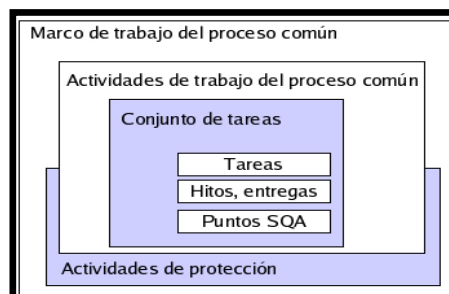 Marco de trabajo del proceso común
Actividades de trabajo del proceso común
Conjunto de tareas
Tareas
Hitos, entregas
Puntos SQA
Actividades de protección